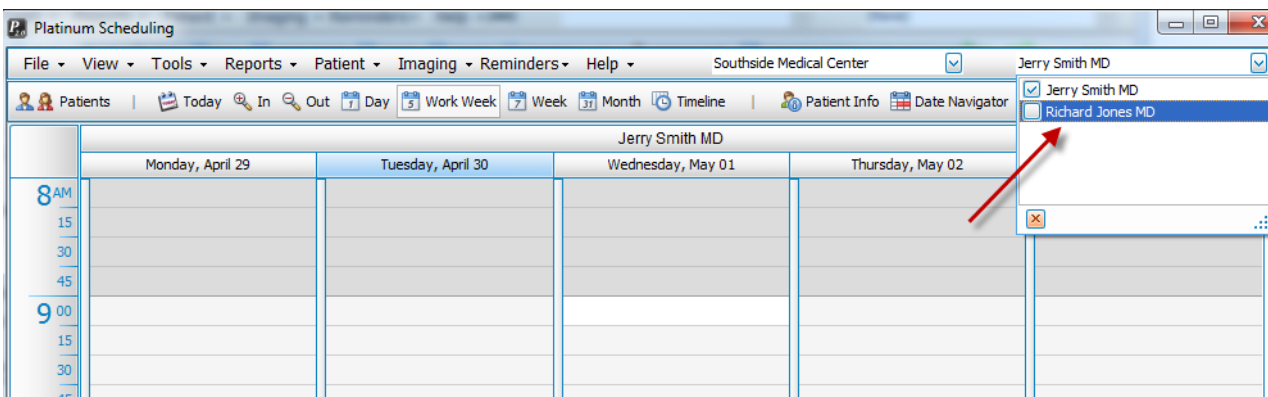 Platinum Scheduling
File View Tools Reports Patient Imaging Reminders Help Southside Medical Center Jerry Smith MD
Patients | Today In Out Day Work Week Week Month Timeline | Patient Info Date Navigator
Jerry Smith MD
Richard Jones MD
Jerry Smith MD
Monday, April 29 Tuesday, April 30 Wednesday, May 01 Thursday, May 02
8 AM
15
30
45
9 00
15
30